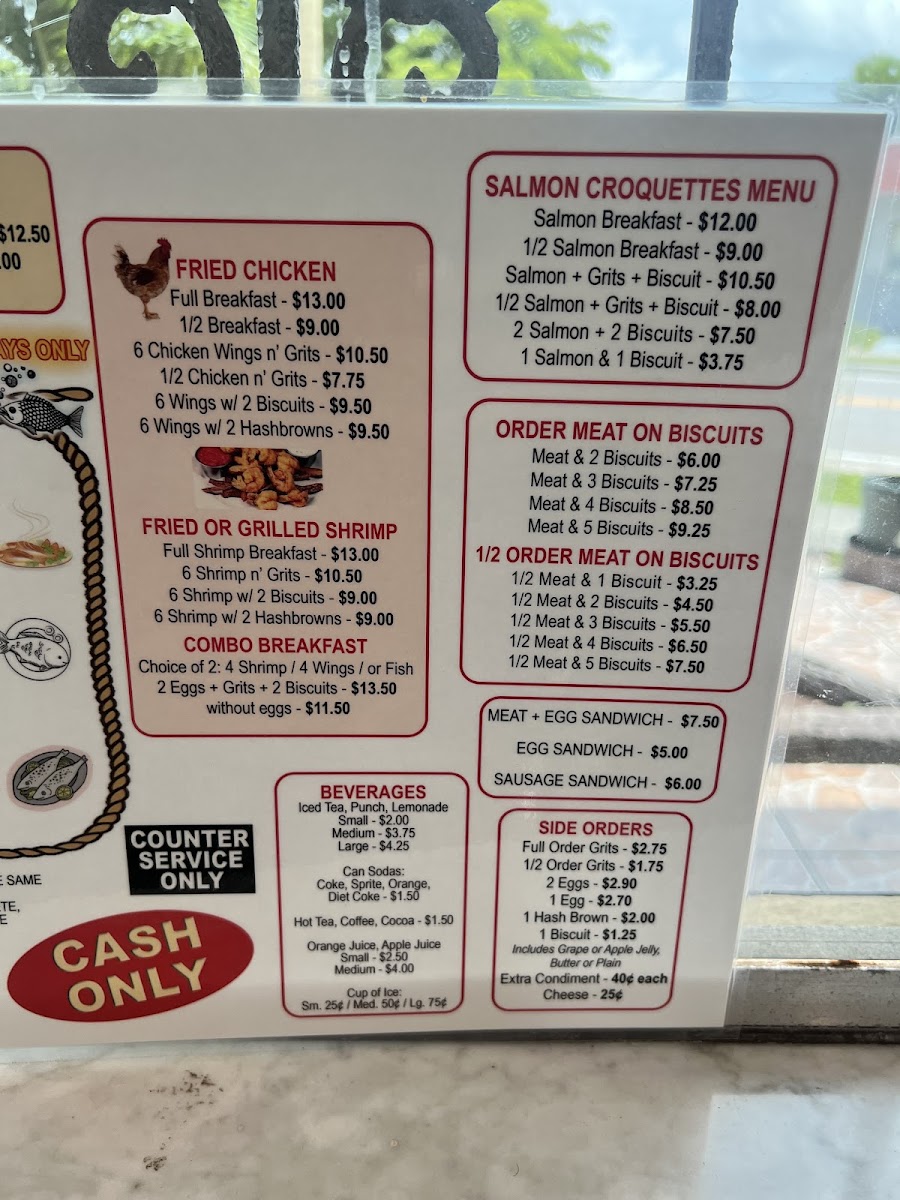 $12.50
.00
AYS ONLY
FRIED CHICKEN
Full Breakfast - $13.00
1/2 Breakfast - $9.00
6 Chicken Wings n' Grits - $10.50
1/2 Chicken n' Grits - $7.75
6 Wings w/ 2 Biscuits - $9.50
6 Wings w/ 2 Hashbrowns - $9.50
FRIED OR GRILLED SHRIMP
Full Shrimp Breakfast - $13.00
6 Shrimp n' Grits - $10.50
6 Shrimp w/ 2 Biscuits - $9.00
6 Shrimp w/ 2 Hashbrowns - $9.00
COMBO BREAKFAST
Choice of 2: 4 Shrimp / 4 Wings / or Fish
2 Eggs + Grits + 2 Biscuits - $13.50
without eggs - $11.50
SALMON CROQUETTES MENU
Salmon Breakfast - $12.00
1/2 Salmon Breakfast - $9.00
Salmon + Grits + Biscuit - $10.50
1/2 Salmon + Grits + Biscuit - $8.00
2 Salmon + 2 Biscuits - $7.50
1 Salmon & 1 Biscuit - $3.75
ORDER MEAT ON BISCUITS
Meat & 2 Biscuits - $6.00
Meat & 3 Biscuits - $7.25
Meat & 4 Biscuits - $8.50
Meat & 5 Biscuits - $9.25
1/2 ORDER MEAT ON BISCUITS
1/2 Meat & 1 Biscuit - $3.25
1/2 Meat & 2 Biscuits - $4.50
1/2 Meat & 3 Biscuits - $5.50
1/2 Meat & 4 Biscuits - $6.50
1/2 Meat & 5 Biscuits - $7.50
MEAT + EGG SANDWICH - $7.50
EGG SANDWICH - $5.00
SAUSAGE SANDWICH - $6.00
COUNTER
SERVICE
ONLY
E SAME
TE,
E
CASH
ONLY
BEVERAGES
Iced Tea, Punch, Lemonade
Small - $2.00
Medium - $3.75
Large - $4.25
Can Sodas:
Coke, Sprite, Orange,
Diet Coke - $1.50
Hot Tea, Coffee, Cocoa - $1.50
Orange Juice, Apple Juice
Small - $2.50
Medium - $4.00
Cup of Ice:
Sm. 25¢ / Med. 50¢ / Lg. 75¢
SIDE ORDERS
Full Order Grits - $2.75
1/2 Order Grits - $1.75
2 Eggs - $2.90
1 Egg - $2.70
1 Hash Brown - $2.00
1 Biscuit - $1.25
Includes Grape or Apple Jelly,
Butter or Plain
Extra Condiment - 40¢ each
Cheese - 25¢